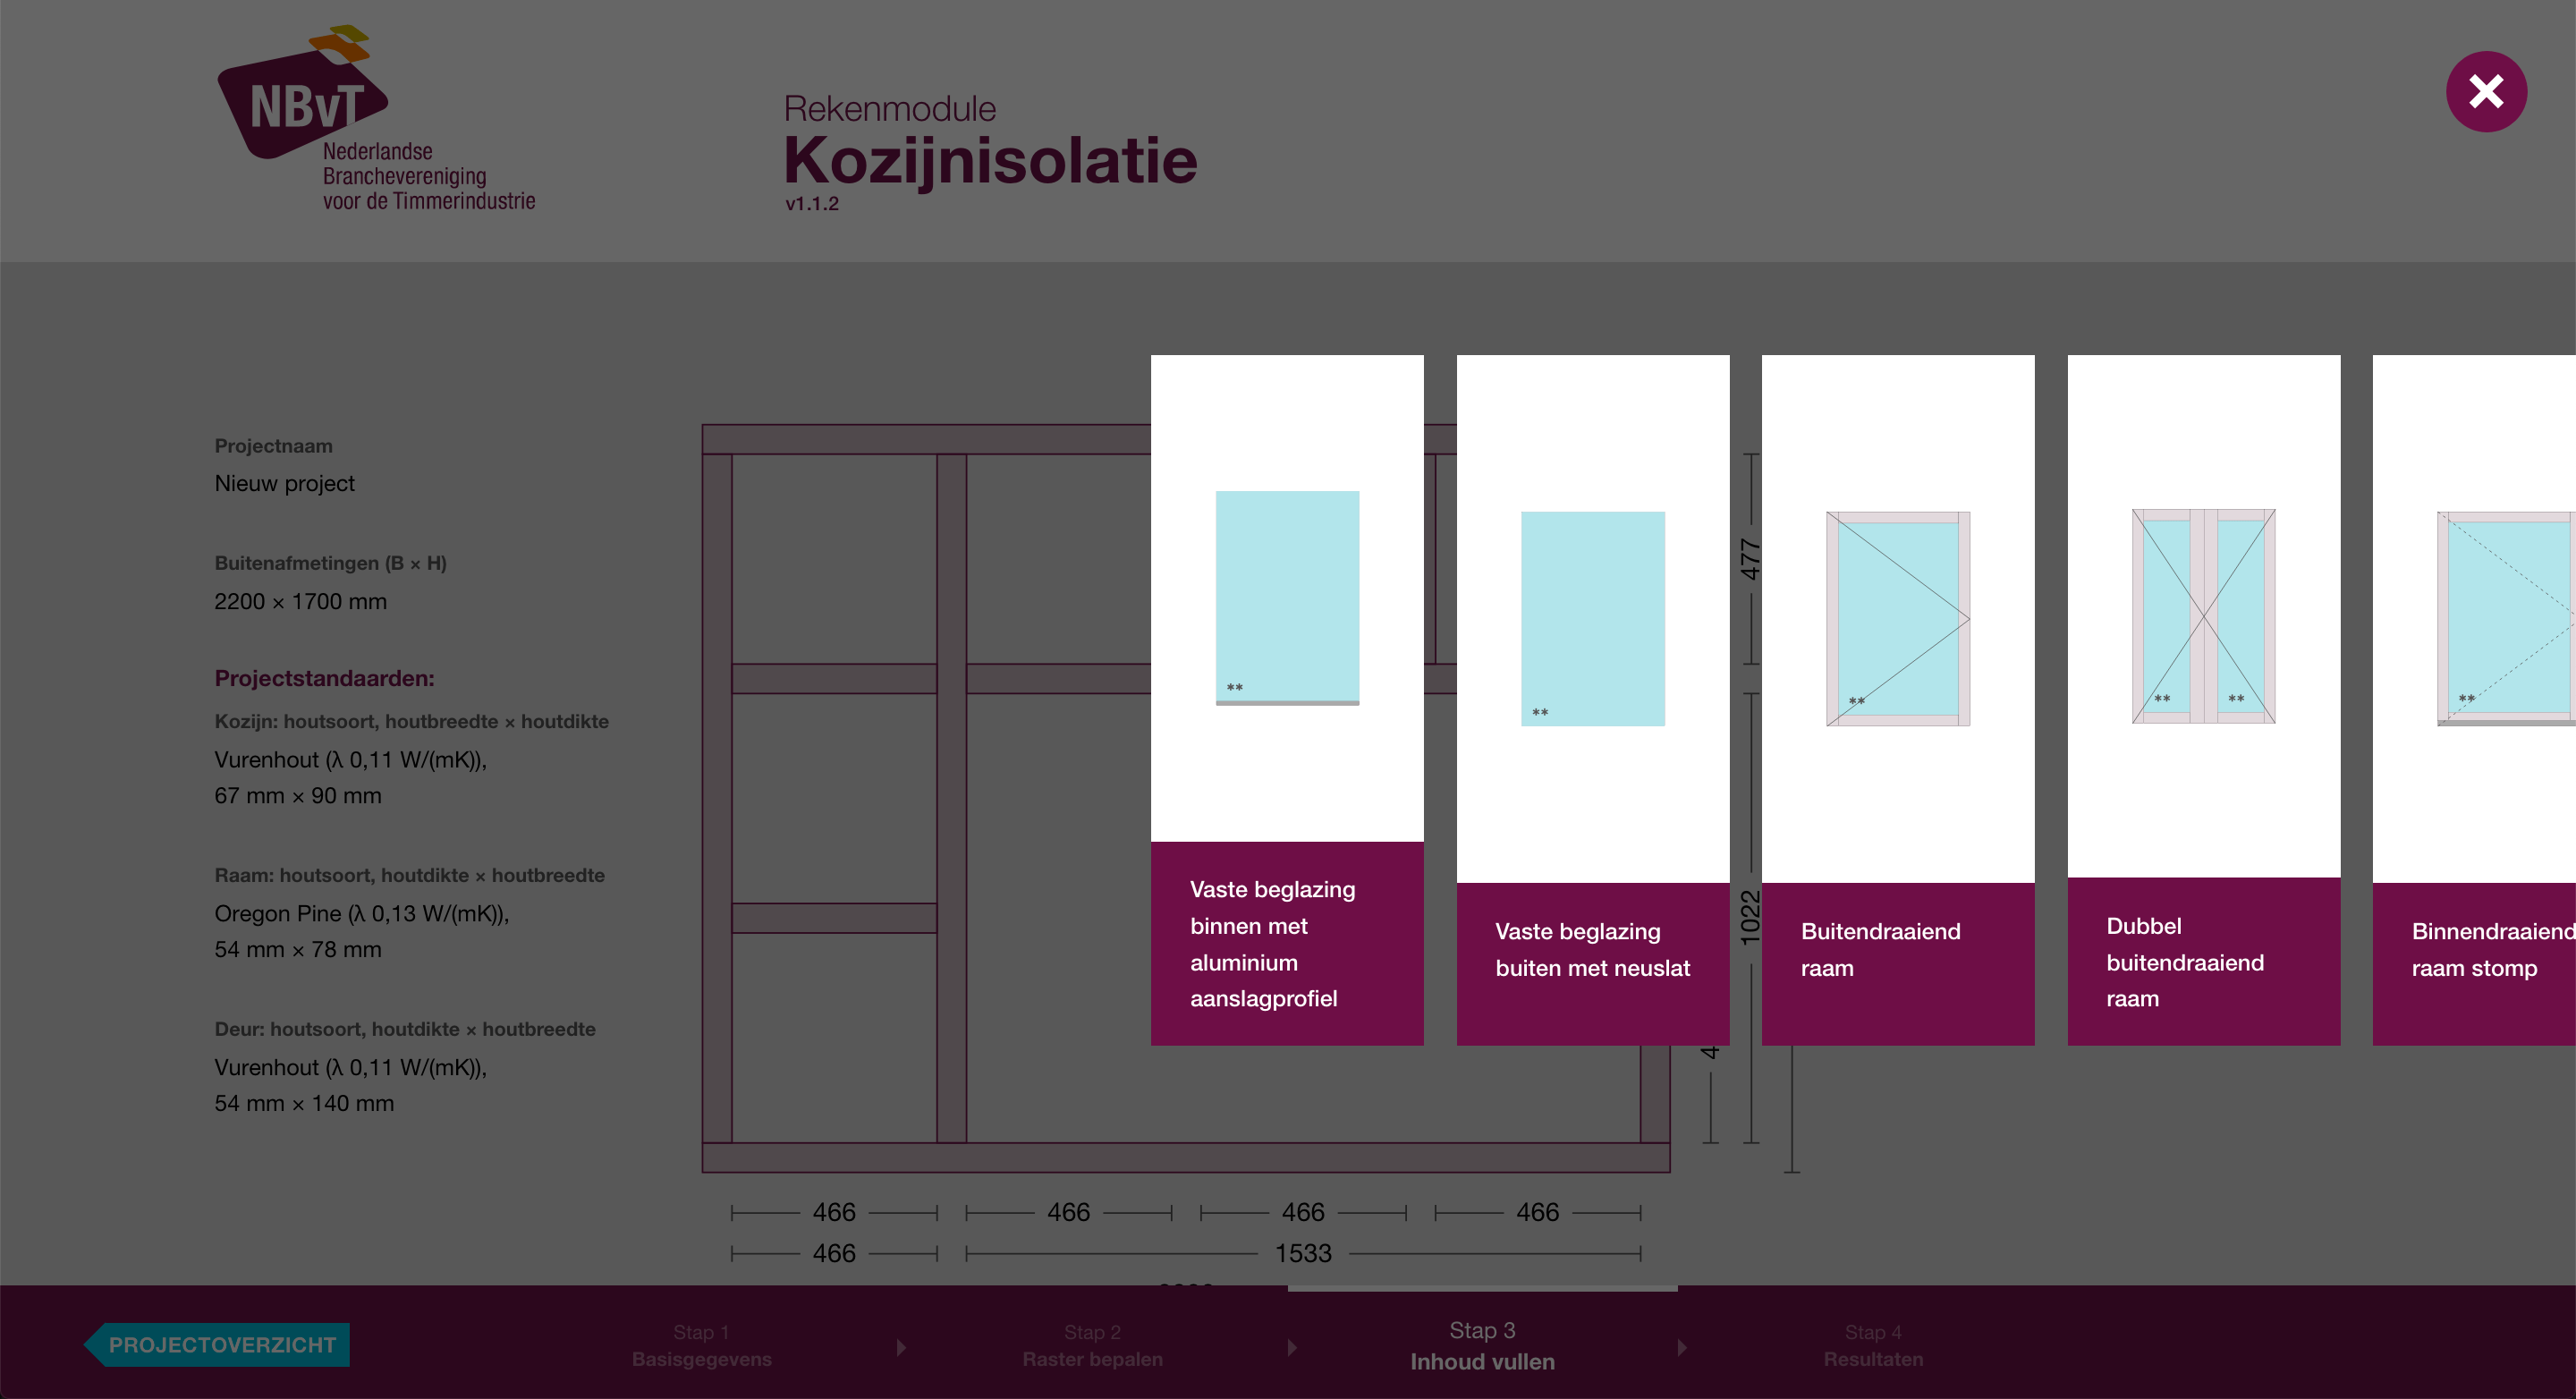 NBvT
Nederlandse
Branchevereniging
voor de Timmerindustrie
Rekenmodule
Kozijnisolatie
v1.1.2
Projectnaam
Nieuw project
Buitenafmetingen (B × H)
2200 × 1700 mm
Projectstandaarden:
Kozijn: houtsoort, houtbreedte × houtdikte
Vurenhout (λ 0,11 W/(mK)),
67 mm × 90 mm
Raam: houtsoort, houtdikte × houtbreedte
Oregon Pine (λ 0,13 W/(mK)),
54 mm × 78 mm
Deur: houtsoort, houtdikte × houtbreedte
Vurenhout (λ 0,11 W/(mK)),
54 mm × 140 mm
**
Vaste beglazing
binnen met
aluminium
aanslagprofiel
**
Vaste beglazing
buiten met neuslat
**
Buitendraaiend
raam
** **
Dubbel
buitendraaiend
raam
**
Binnendraaiend
raam stomp
477
1022
4
466 466 466 466
466 1533
PROJECTOVERZICHT
Stap 1
Basisgegevens
Stap 2
Raster bepalen
Stap 3
Inhoud vullen
Stap 4
Resultaten